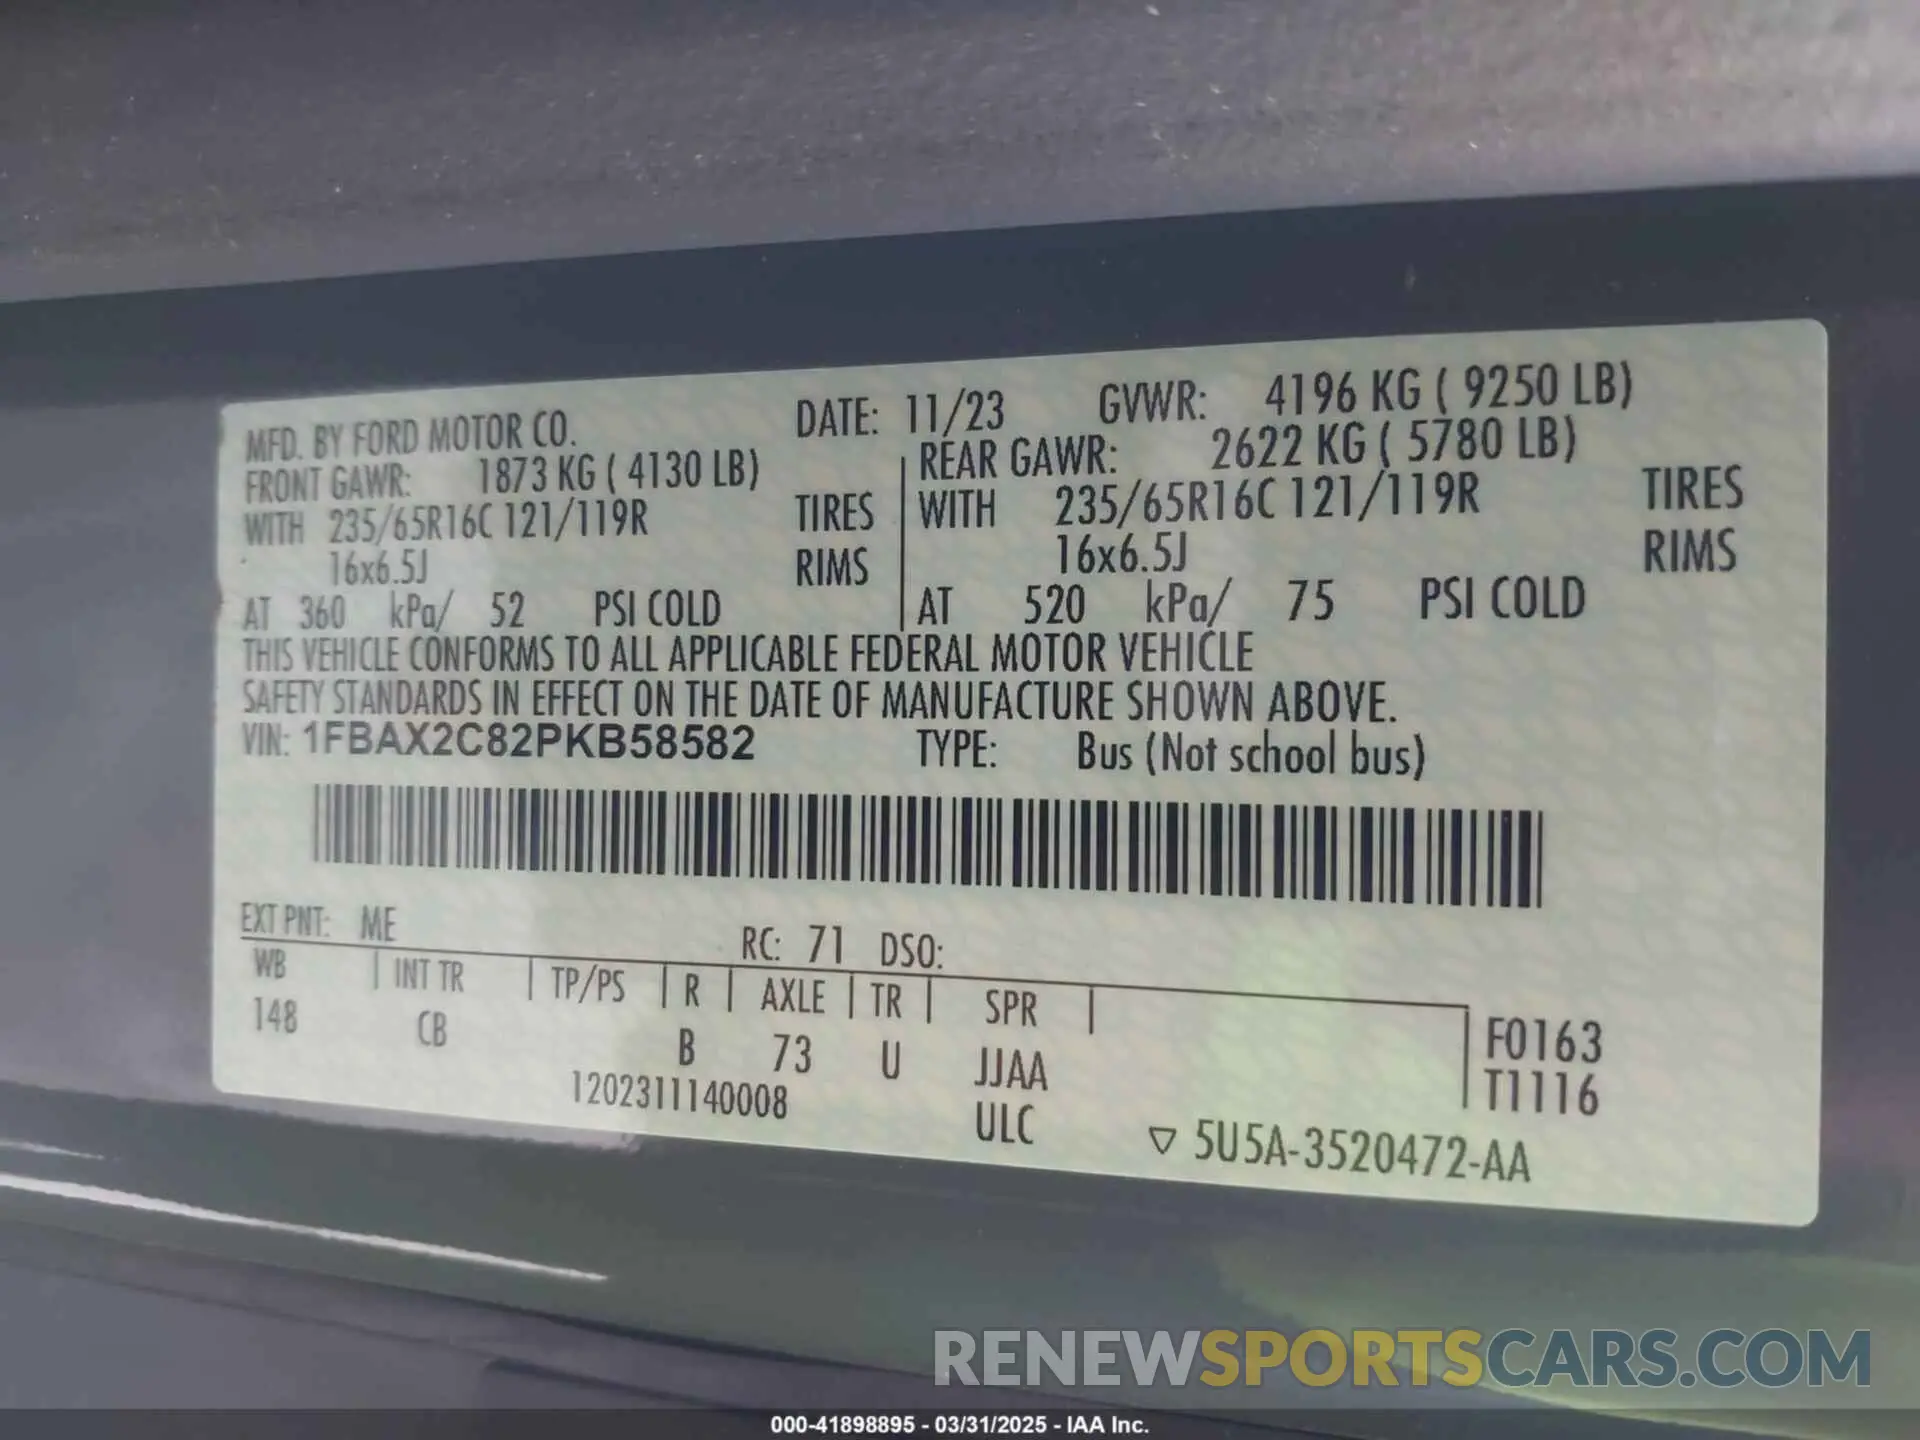 MFD. BY FORD MOTOR CO. DATE: 11/23 GVWR: 4196 KG ( 9250 LB)
FRONT GAWR: 1873 KG ( 4130 LB) REAR GAWR: 2622 KG ( 5780 LB)
WITH 235/65R16C 121/119R TIRES WITH 235/65R16C 121/119R TIRES
16x6.5J RIMS 16x6.5J RIMS
AT 360 kPa/ 52 PSI COLD AT 520 kPa/ 75 PSI COLD
THIS VEHICLE CONFORMS TO ALL APPLICABLE FEDERAL MOTOR VEHICLE
SAFETY STANDARDS IN EFFECT ON THE DATE OF MANUFACTURE SHOWN ABOVE.
VIN: 1FBAX2C82PKB58582 TYPE: Bus (Not school bus)
EXT PNT: ME RC: 71 DSO:
WB INT TR TP/PS R AXLE TR SPR
148 CB B 73 U JJAA F0163
1202311140008 ULC T1116
▽ 5U5A-3520472-AA
RENEWSPORTSCARS.COM
000-41898895 - 03/31/2025 - IAA Inc.